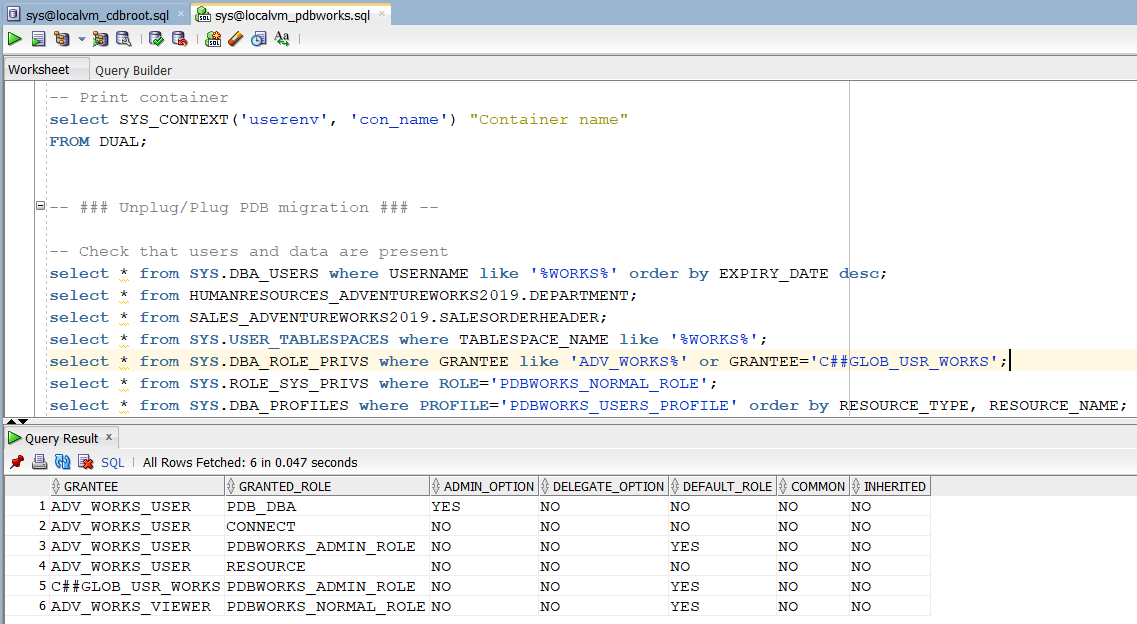 sys@localvm_cdbroot.sql sys@localvm_pdbworks.sql
Worksheet Query Builder
-- Print container
select SYS_CONTEXT('userenv', 'con_name') "Container name"
FROM DUAL;
-- ### Unplug/Plug PDB migration ### --
-- Check that users and data are present
select * from SYS.DBA_USERS where USERNAME like '%WORKS%' order by EXPIRY_DATE desc;
select * from HUMANRESOURCES_ADVENTUREWORKS2019.DEPARTMENT;
select * from SALES_ADVENTUREWORKS2019.SALESORDERHEADER;
select * from SYS.USER_TABLESPACES where TABLESPACE_NAME like '%WORKS%';
select * from SYS.DBA_ROLE_PRIVS where GRANTEE like 'ADV_WORKS%' or GRANTEE='C##GLOB_USR_WORKS';
select * from SYS.ROLE_SYS_PRIVS where ROLE='PDBWORKS_NORMAL_ROLE';
select * from SYS.DBA_PROFILES where PROFILE='PDBWORKS_USERS_PROFILE' order by RESOURCE_TYPE, RESOURCE_NAME;
Query Result
SQL All Rows Fetched: 6 in 0.047 seconds
GRANTEE GRANTED_ROLE ADMIN_OPTION DELEGATE_OPTION DEFAULT_ROLE COMMON INHERITED
1 ADV_WORKS_USER PDB_DBA YES NO NO NO NO
2 ADV_WORKS_USER CONNECT NO NO NO NO NO
3 ADV_WORKS_USER PDBWORKS_ADMIN_ROLE NO NO YES NO NO
4 ADV_WORKS_USER RESOURCE NO NO NO NO NO
5 C##GLOB_USR_WORKS PDBWORKS_ADMIN_ROLE NO NO YES NO NO
6 ADV_WORKS_VIEWER PDBWORKS_NORMAL_ROLE NO NO YES NO NO